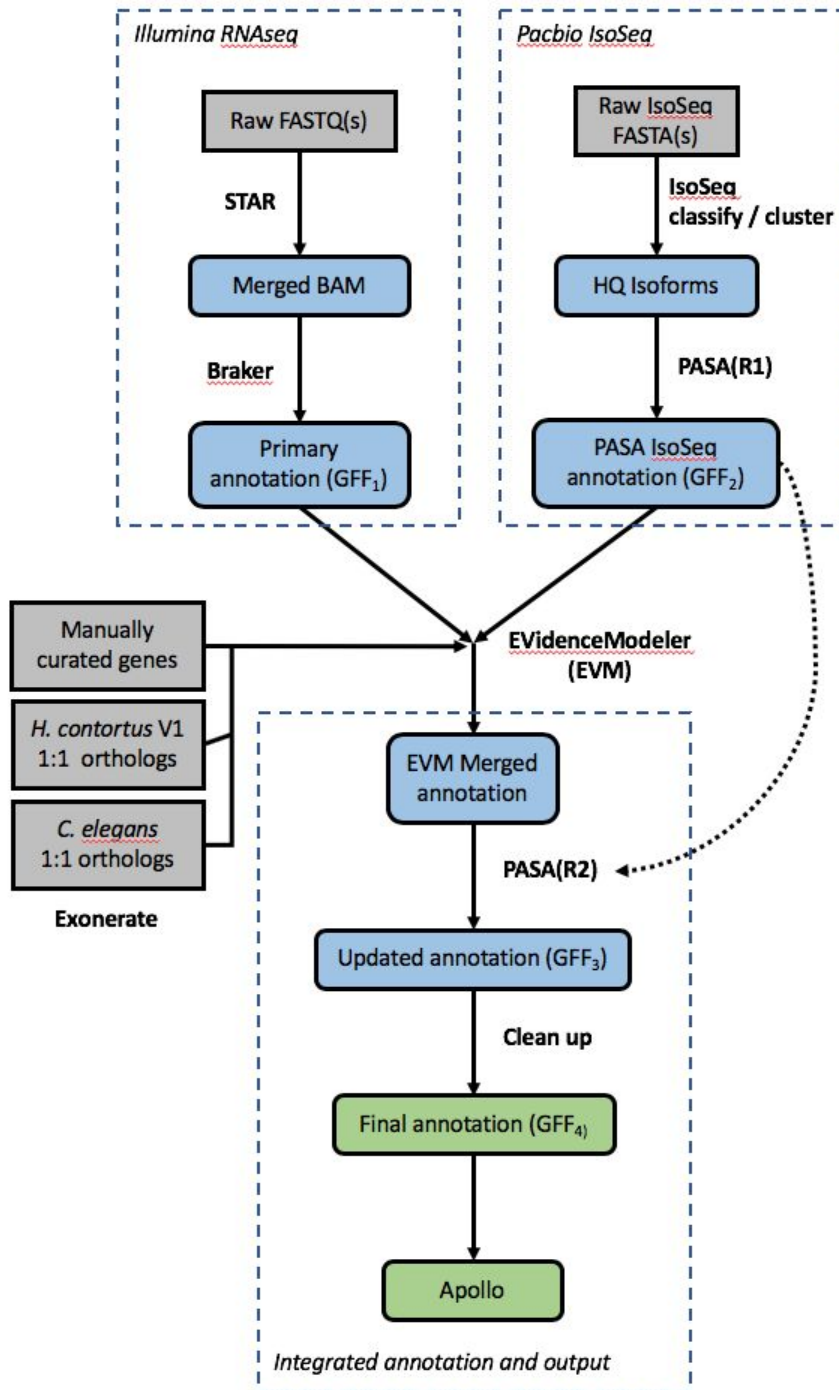 Illumina RNAseq
Raw FASTQ(s)
STAR
Merged BAM
Braker
Primary
annotation (GFF₁)
Pacbio IsoSeq
Raw IsoSeq
FASTA(s)
IsoSeq
classify / cluster
HQ Isoforms
PASA(R1)
PASA IsoSeq
annotation (GFF₂)
Manually
curated genes
H. contortus V1
1:1 orthologs
C. elegans
1:1 orthologs
Exonerate
EVidenceModeler
(EVM)
EVM Merged
annotation
PASA(R2)
Updated annotation (GFF₃)
Clean up
Final annotation (GFF₄₎
Apollo
Integrated annotation and output